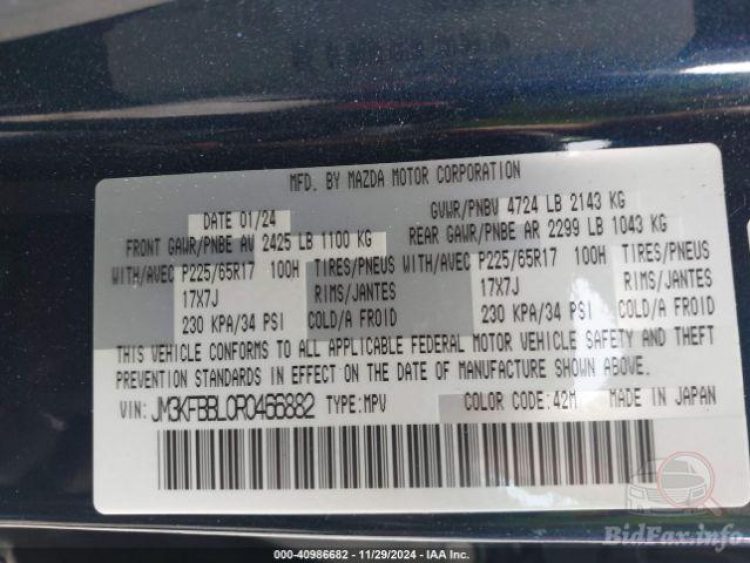 MFD. BY MAZDA MOTOR CORPORATION
DATE 01/24 GVWR/PNBV 4724 LB 2143 KG
FRONT GAWR/PNBE AV 2425 LB 1100 KG REAR GAWR/PNBE AR 2299 LB 1043 KG
WITH/AVEC P225/65R17 100H TIRES/PNEUS WITH/AVEC P225/65R17 100H TIRES/PNEUS
17X7J RIMS/JANTES 17X7J RIMS/JANTES
230 KPA/34 PSI COLD/A FROID 230 KPA/34 PSI COLD/A FROID
THIS VEHICLE CONFORMS TO ALL APPLICABLE FEDERAL MOTOR VEHICLE SAFETY AND THEFT
PREVENTION STANDARDS IN EFFECT ON THE DATE OF MANUFACTURE SHOWN ABOVE.
VIN: JM3KFBBL0R0466882 TYPE:MPV COLOR CODE:42M MADE IN JAPAN
BidFax.info
000-40986682 - 11/29/2024 - IAA Inc.